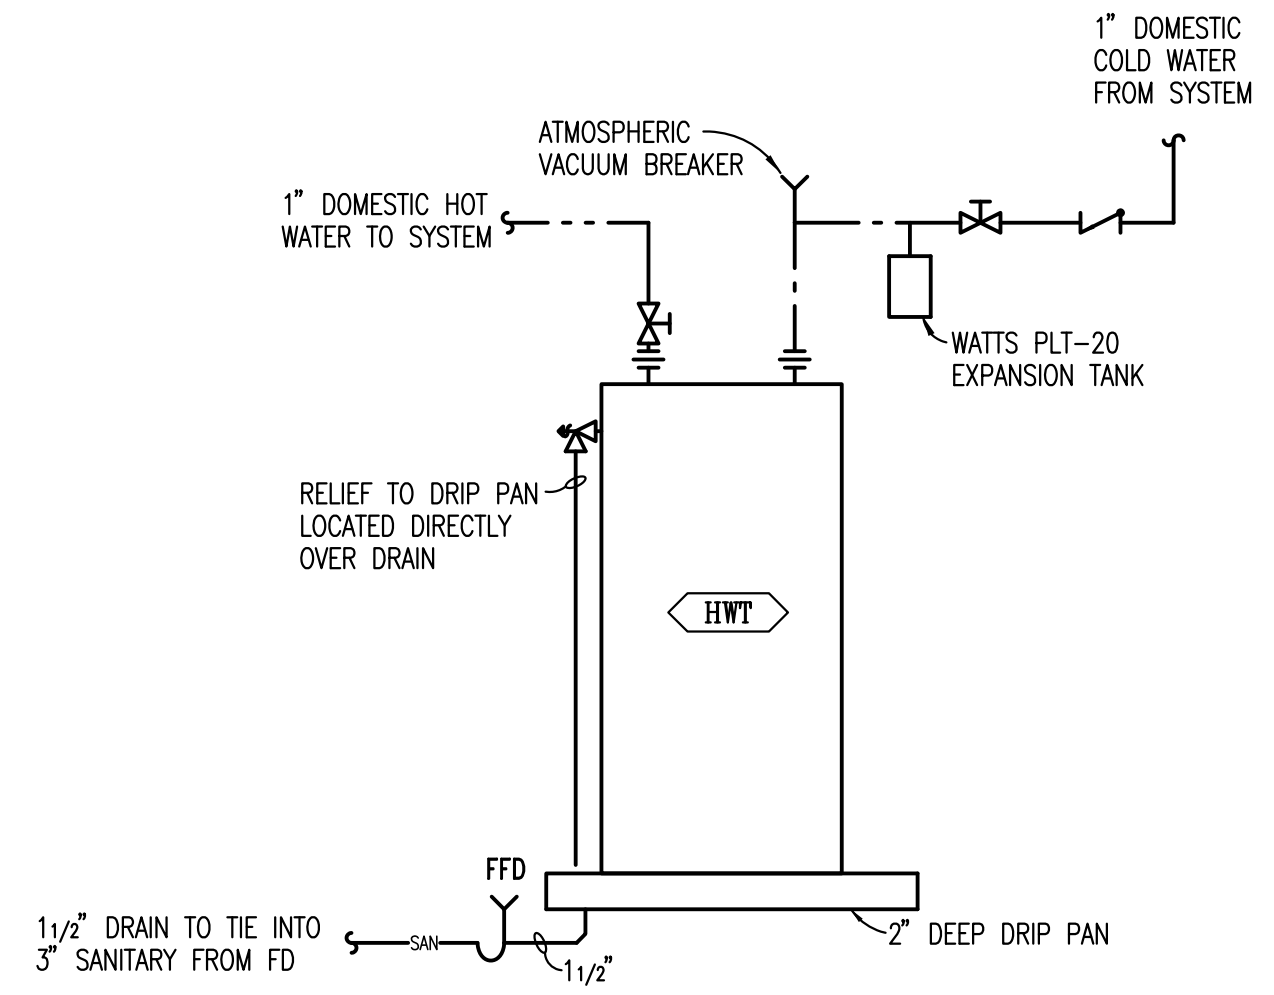 1" DOMESTIC
COLD WATER
FROM SYSTEM
ATMOSPHERIC
VACUUM BREAKER
1" DOMESTIC HOT
WATER TO SYSTEM
WATTS PLT-20
EXPANSION TANK
RELIEF TO DRIP PAN
LOCATED DIRECTLY
OVER DRAIN
HWT
FFD
1 1/2" DRAIN TO TIE INTO
3" SANITARY FROM FD
SAN
1 1/2"
2" DEEP DRIP PAN